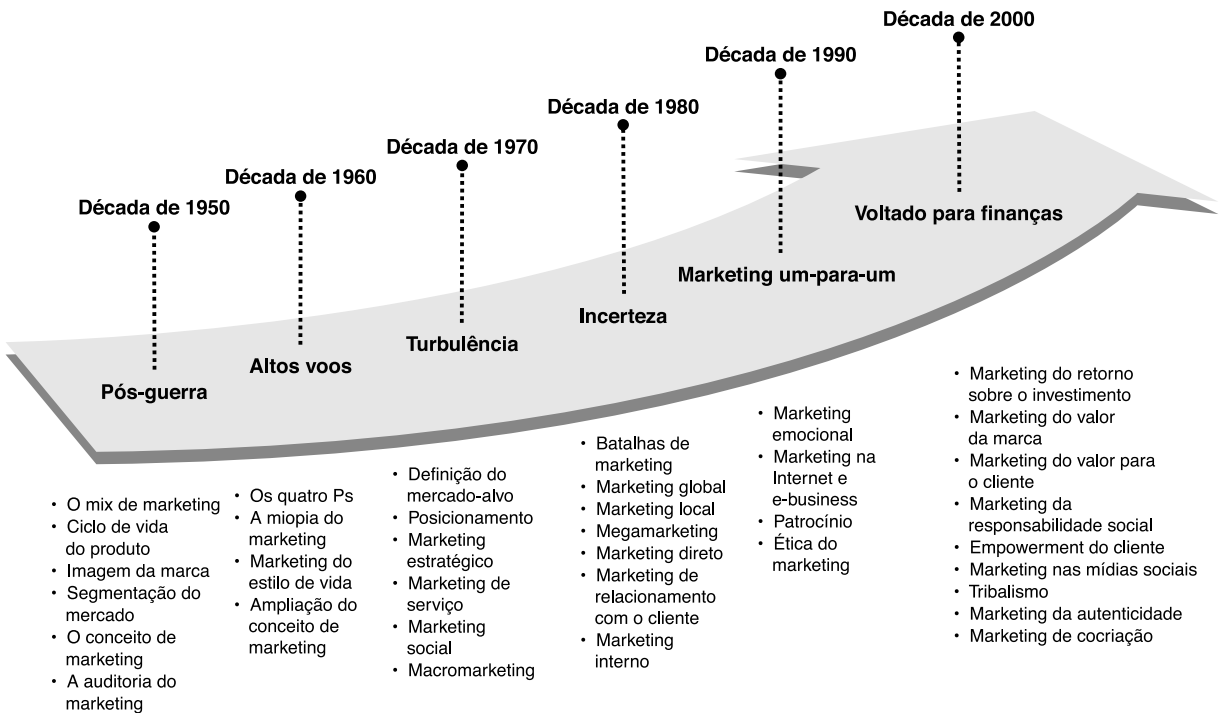 Década de 1950
Década de 1960
Década de 1970
Década de 1980
Década de 1990
Década de 2000
Pós-guerra
Altos voos
Turbulência
Incerteza
Marketing um-para-um
Voltado para finanças
• O mix de marketing
• Ciclo de vida
do produto
• Imagem da marca
• Segmentação do
mercado
• O conceito de
marketing
• A auditoria do
marketing
• Os quatro Ps
• A miopia do
marketing
• Marketing do
estilo de vida
• Ampliação do
conceito de
marketing
• Definição do
mercado-alvo
• Posicionamento
• Marketing
estratégico
• Marketing de
serviço
• Marketing
social
• Macromarketing
• Batalhas de
marketing
• Marketing global
• Marketing local
• Megamarketing
• Marketing direto
• Marketing de
relacionamento
com o cliente
• Marketing
interno
• Marketing
emocional
• Marketing na
Internet e
e-business
• Patrocínio
• Ética do
marketing
• Marketing do retorno
sobre o investimento
• Marketing do valor
da marca
• Marketing do valor para
o cliente
• Marketing da
responsabilidade social
• Empowerment do cliente
• Marketing nas mídias sociais
• Tribalismo
• Marketing da autenticidade
• Marketing de cocriação